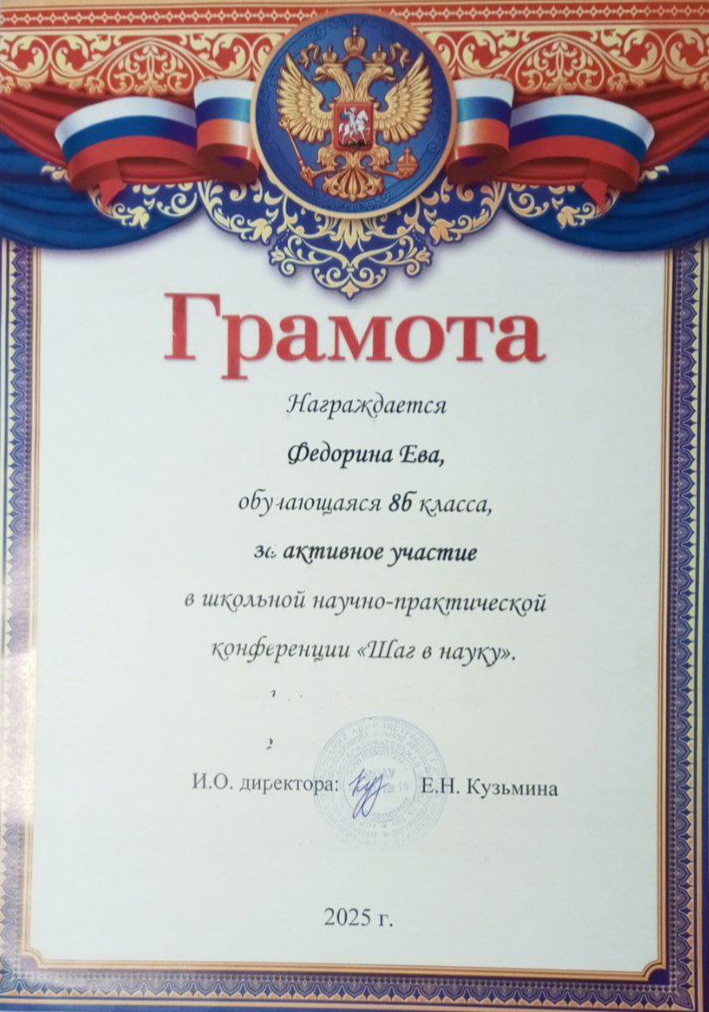 Грамота
Награждается
Федорина Ева,
обучающаяся 8б класса,
за активное участие
в школьной научно-практической
конференции «Шаг в науку».
И.О. директора:
Е.Н. Кузьмина
2025 г.